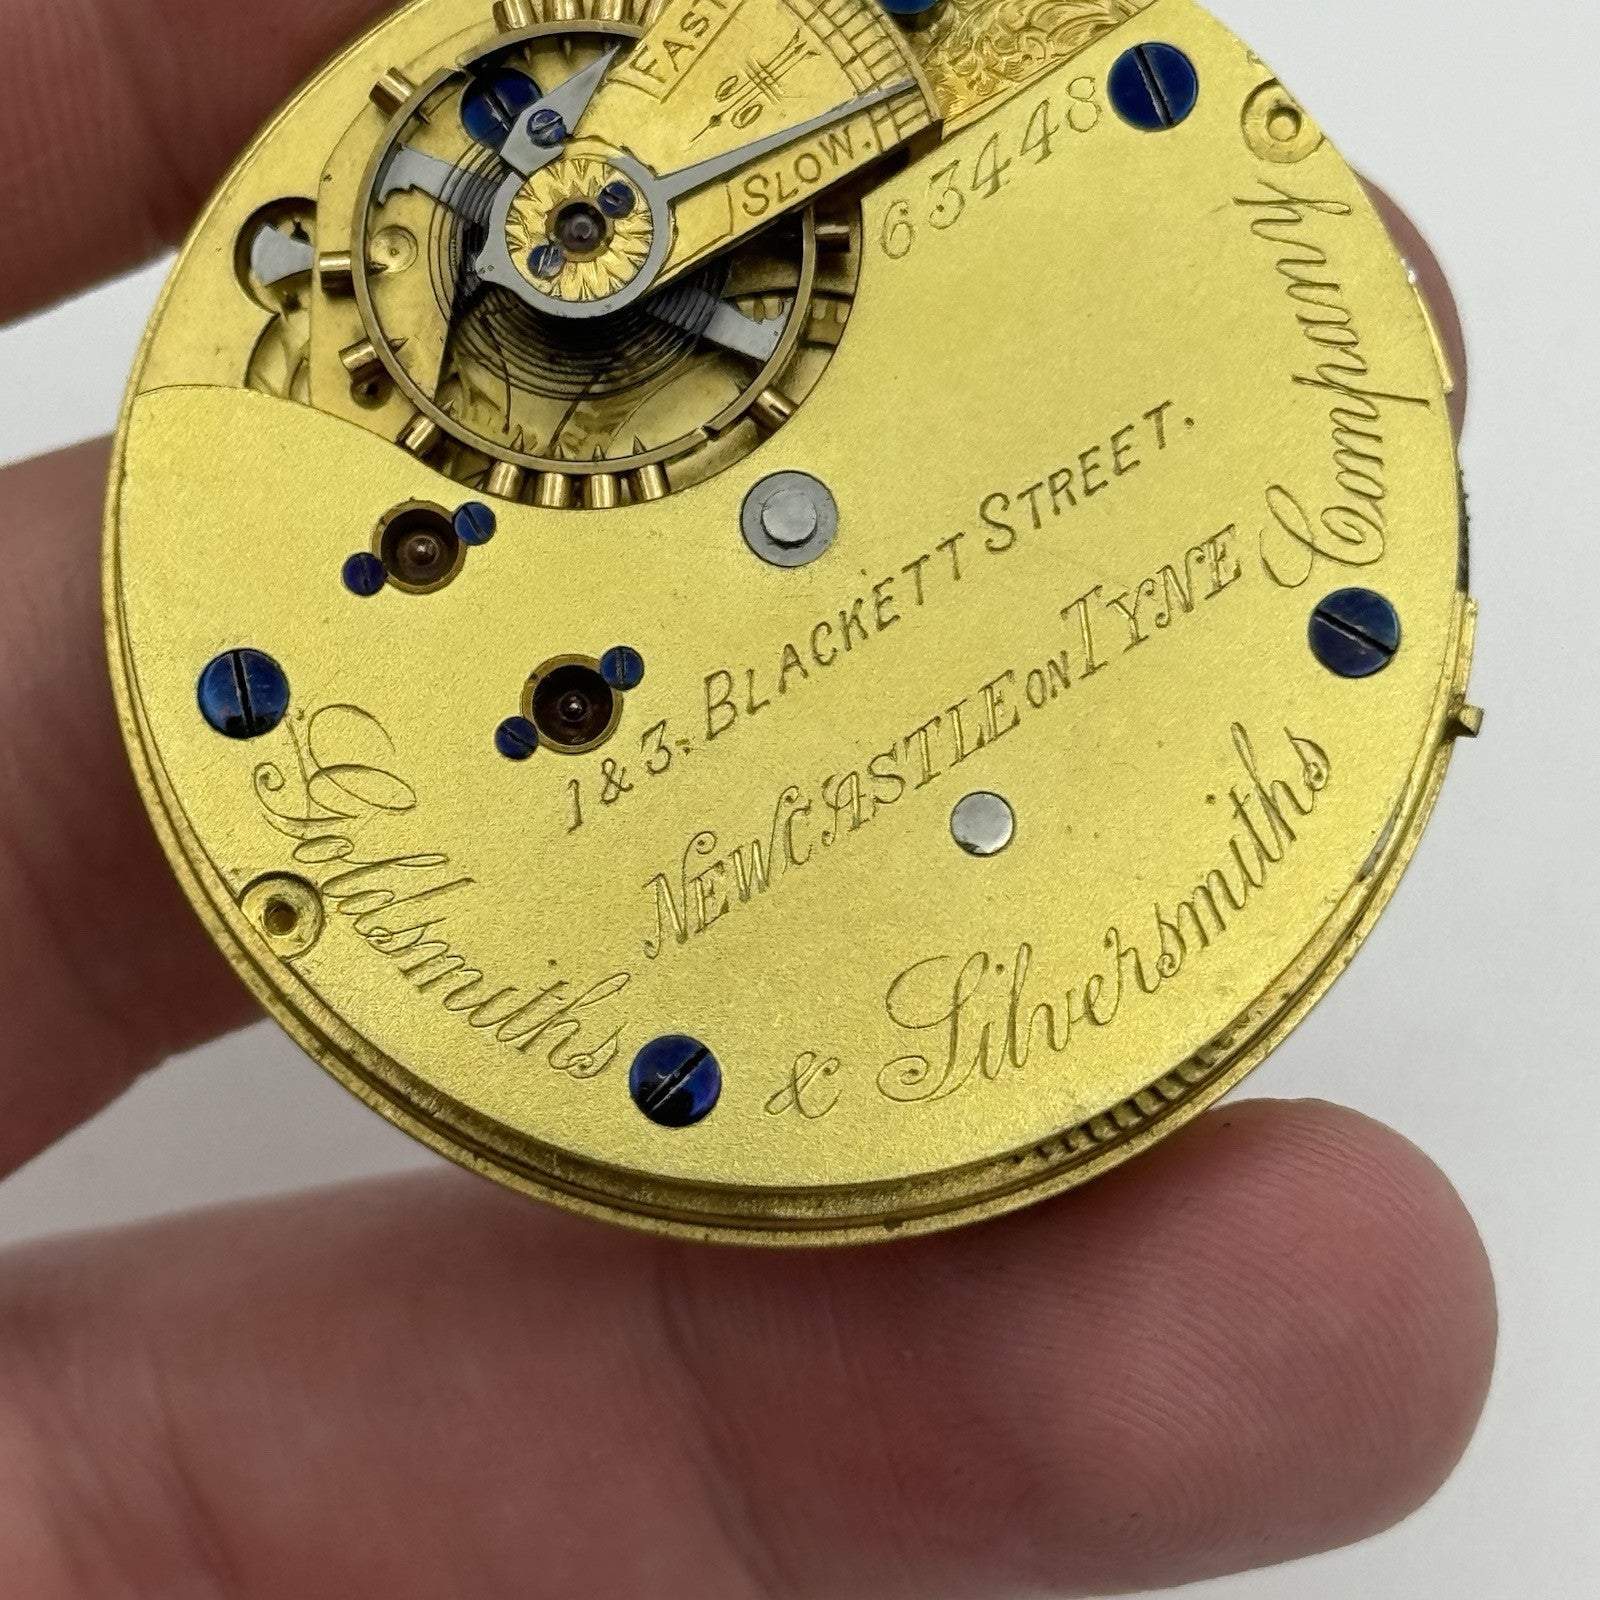 FAST
SLOW.
63448
1 & 3. BLACKETT STREET.
NEWCASTLE ON TYNE
Goldsmiths
& Silversmiths
Company